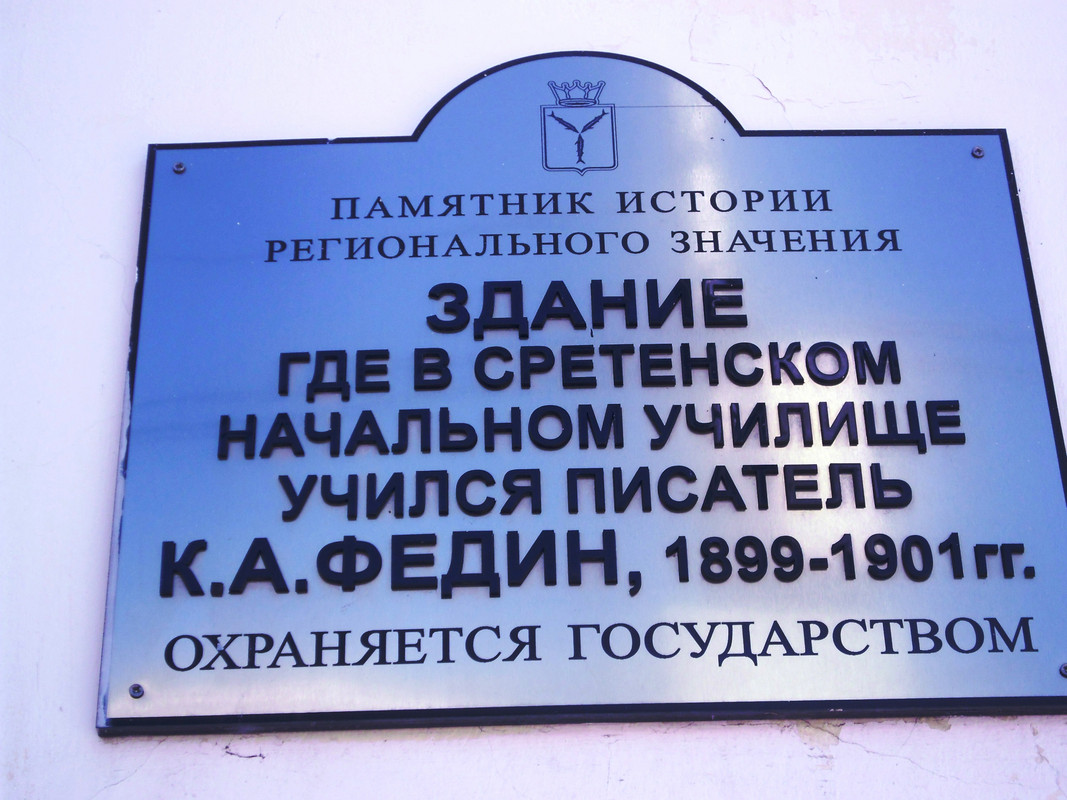 ПАМЯТНИК ИСТОРИИ
РЕГИОНАЛЬНОГО ЗНАЧЕНИЯ
ЗДАНИЕ
ГДЕ В СРЕТЕНСКОМ
НАЧАЛЬНОМ УЧИЛИЩЕ
УЧИЛСЯ ПИСАТЕЛЬ
К.А.ФЕДИН, 1899-1901гг.
ОХРАНЯЕТСЯ ГОСУДАРСТВОМ